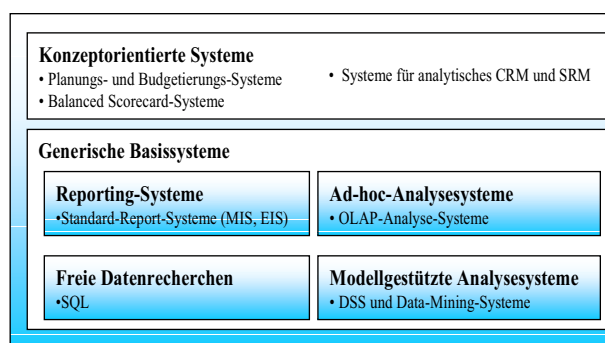 Konzeptorientierte Systeme
• Planungs- und Budgetierungs-Systeme
• Balanced Scorecard-Systeme
• Systeme für analytisches CRM und SRM
Generische Basissysteme
Reporting-Systeme
•Standard-Report-Systeme (MIS, EIS)
Ad-hoc-Analysesysteme
• OLAP-Analyse-Systeme
Freie Datenrecherchen
•SQL
Modellgestützte Analysesysteme
• DSS und Data-Mining-Systeme